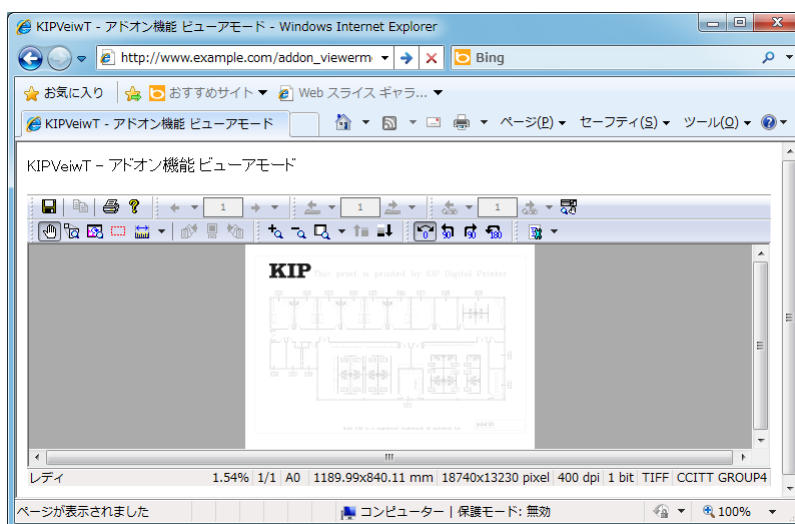 KIPVeiwT - アドオン機能 ビューアモード - Windows Internet Explorer
http://www.example.com/addon_viewerm
Bing
お気に入り おすすめサイト Web スライス ギャラ...
KIPVeiwT - アドオン機能 ビューアモード ページ(P) セーフティ(S) ツール(O)
KIPVeiwT – アドオン機能 ビューアモード
1 1 1
0 90 90 180
KIP This print is printed by KIP Digital Printer
レディ 1.54% 1/1 A0 1189.99x840.11 mm 18740x13230 pixel 400 dpi 1 bit TIFF CCITT GROUP4
ページが表示されました コンピューター | 保護モード: 無効 100%